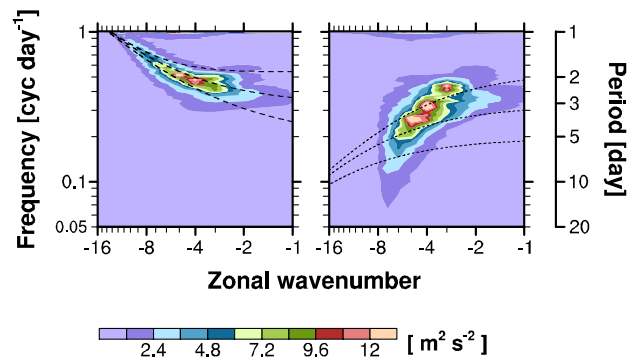 Frequency [cyc day⁻¹]
1
0.1
0.05
-16 -8 -4 -2 -1
-16 -8 -4 -2 -1
1
2
3
5
10
20
Period [day]
Zonal wavenumber
2.4 4.8 7.2 9.6 12 [ m² s⁻² ]